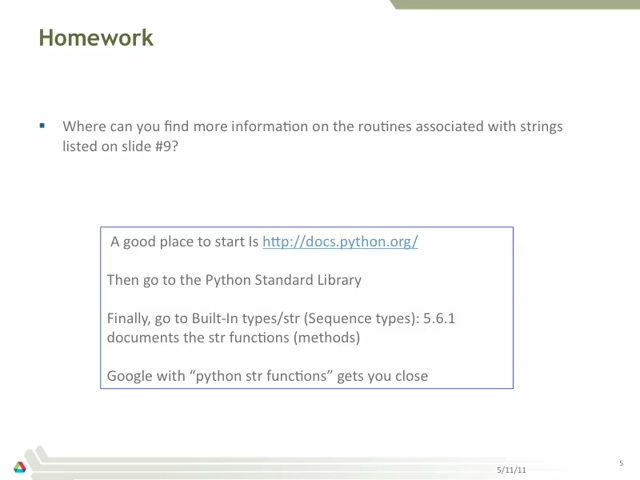 Homework
▪ Where can you find more information on the routines associated with strings
listed on slide #9?
A good place to start Is http://docs.python.org/
Then go to the Python Standard Library
Finally, go to Built-In types/str (Sequence types): 5.6.1
documents the str functions (methods)
Google with “python str functions” gets you close
5/11/11
5